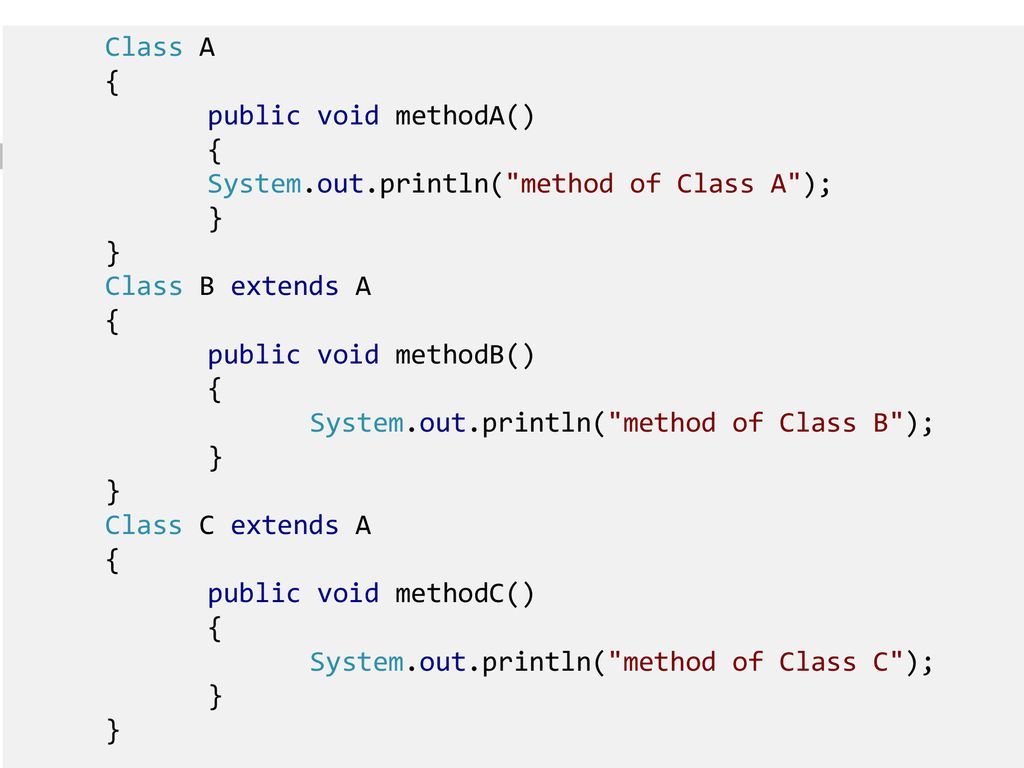 Class A
{
public void methodA()
{
System.out.println("method of Class A");
}
}
Class B extends A
{
public void methodB()
{
System.out.println("method of Class B");
}
}
Class C extends A
{
public void methodC()
{
System.out.println("method of Class C");
}
}